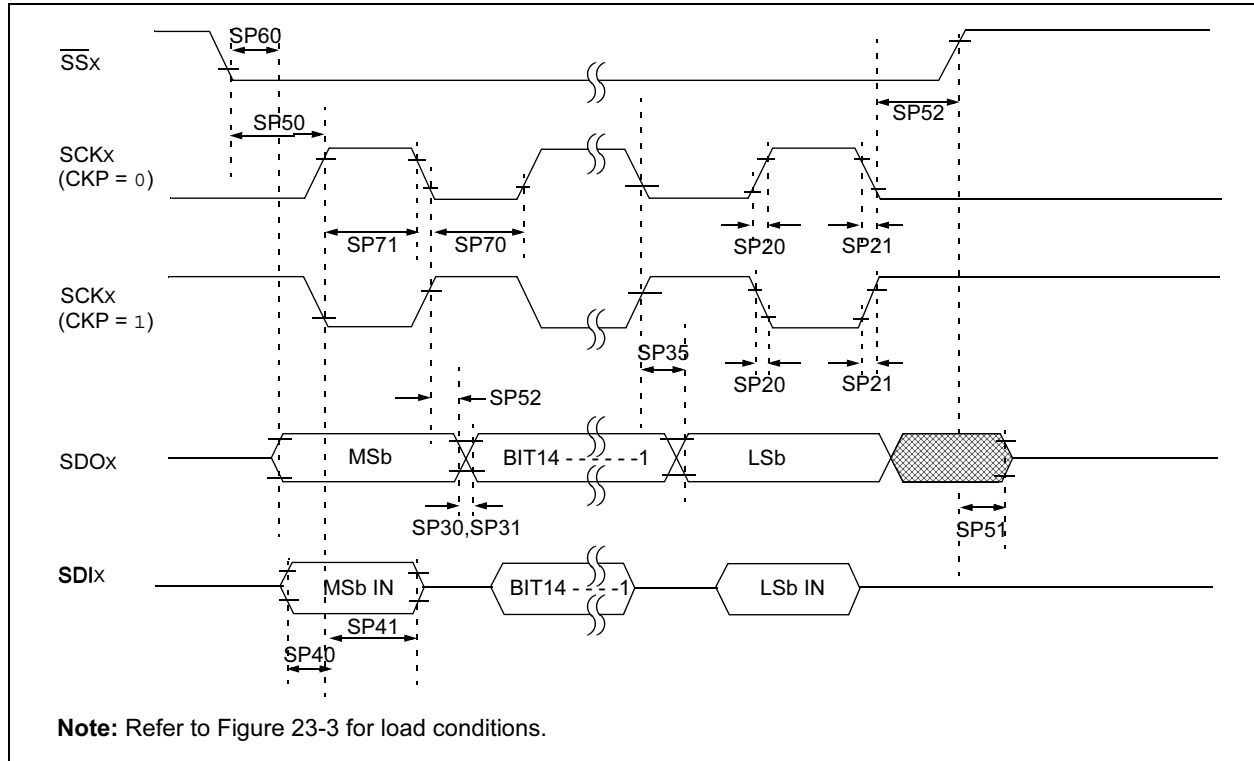 SP60
SSx
SP52
SP50
SCKx
(CKP = 0)
SP71
SP70
SP20
SP21
SCKx
(CKP = 1)
SP35
SP20
SP21
SP52
SDOx
MSb
BIT14 - - - - - -1
LSb
SP30,SP31
SP51
SDIx
MSb IN
BIT14 - - - - -1
LSb IN
SP41
SP40
Note: Refer to Figure 23-3 for load conditions.